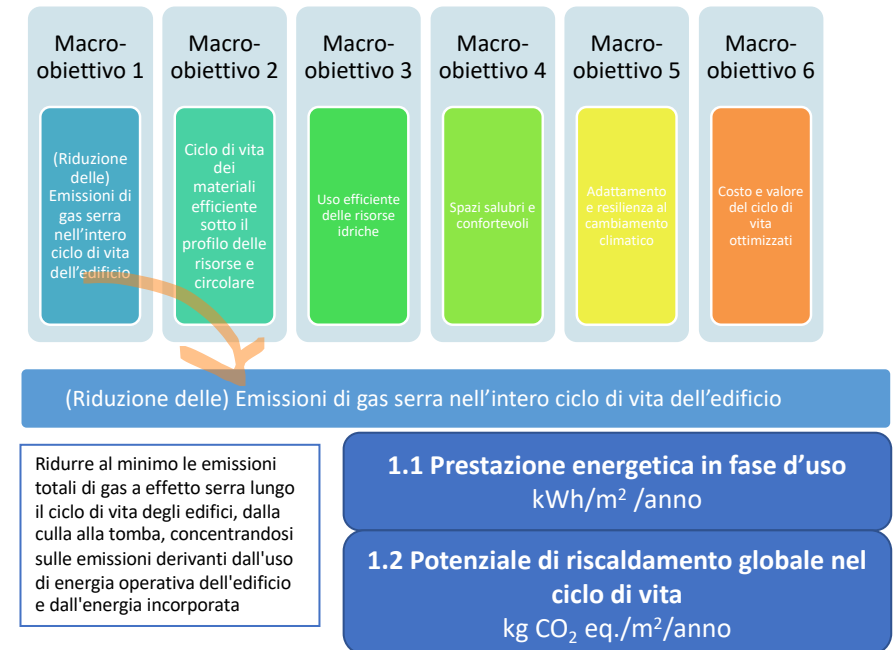 Macro-
obiettivo 1
(Riduzione
delle)
Emissioni di
gas serra
nell'intero
ciclo di vita
dell'edificio
Macro-
obiettivo 2
Ciclo di vita
dei
materiali
efficiente
sotto il
profilo delle
risorse e
circolare
Macro-
obiettivo 3
Uso efficiente
delle risorse
idriche
Macro-
obiettivo 4
Spazi salubri e
confortevoli
Macro-
obiettivo 5
Adattamento
e resilienza al
cambiamento
climatico
Macro-
obiettivo 6
Costo e valore
del ciclo di
vita
ottimizzati
(Riduzione delle) Emissioni di gas serra nell'intero ciclo di vita dell'edificio
Ridurre al minimo le emissioni
totali di gas a effetto serra lungo
il ciclo di vita degli edifici, dalla
culla alla tomba, concentrandosi
sulle emissioni derivanti dall'uso
di energia operativa dell'edificio
e dall'energia incorporata
1.1 Prestazione energetica in fase d'uso
kWh/m² /anno
1.2 Potenziale di riscaldamento globale nel
ciclo di vita
kg CO₂ eq./m²/anno